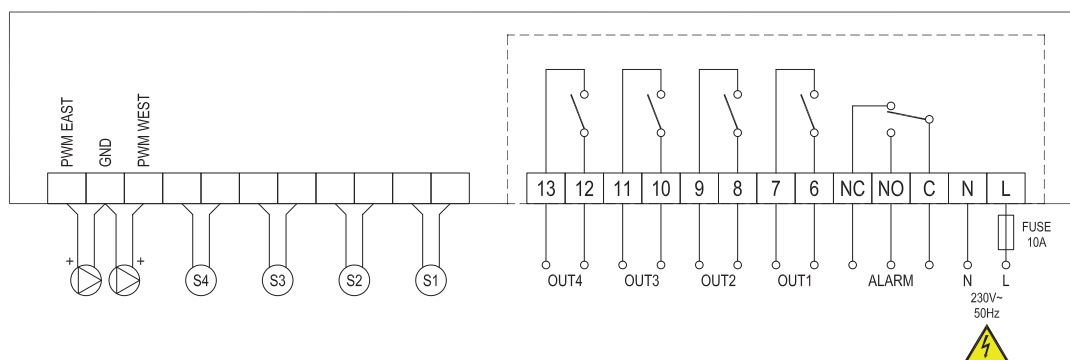 PWM EAST
GND
PWM WEST
13 12 11 10 9 8 7 6 NC NO C N L
FUSE
10A
+ + S4 S3 S2 S1
OUT4 OUT3 OUT2 OUT1 ALARM N L
230V~
50Hz